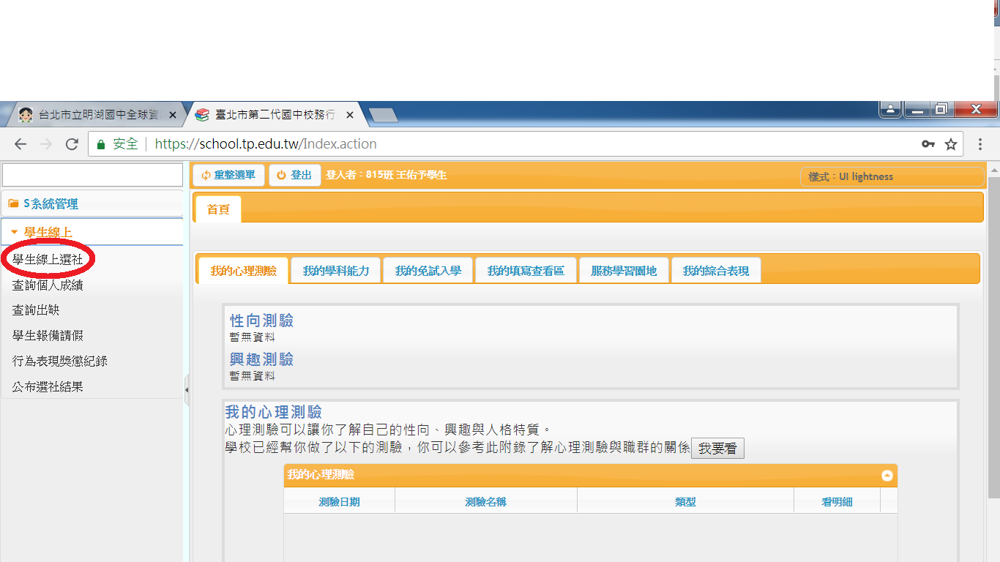 台北市立明湖國中全球資
臺北市第二代國中校務行
安全 https://school.tp.edu.tw/Index.action
重整選單 登出 登入者：815班 王佑予學生 樣式：UI lightness
S系統管理
首頁
學生線上
學生線上選社
查詢個人成績
查詢出缺
學生報備請假
行為表現獎懲紀錄
公布選社結果
我的心理測驗 我的學科能力 我的免試入學 我的填寫查看區 服務學習園地 我的綜合表現
性向測驗
暫無資料
興趣測驗
暫無資料
我的心理測驗
心理測驗可以讓你了解自己的性向、興趣與人格特質。
學校已經幫你做了以下的測驗，你可以參考此附錄了解心理測驗與職群的關係 我要看
我的心理測驗
測驗日期 測驗名稱 類型 看明細